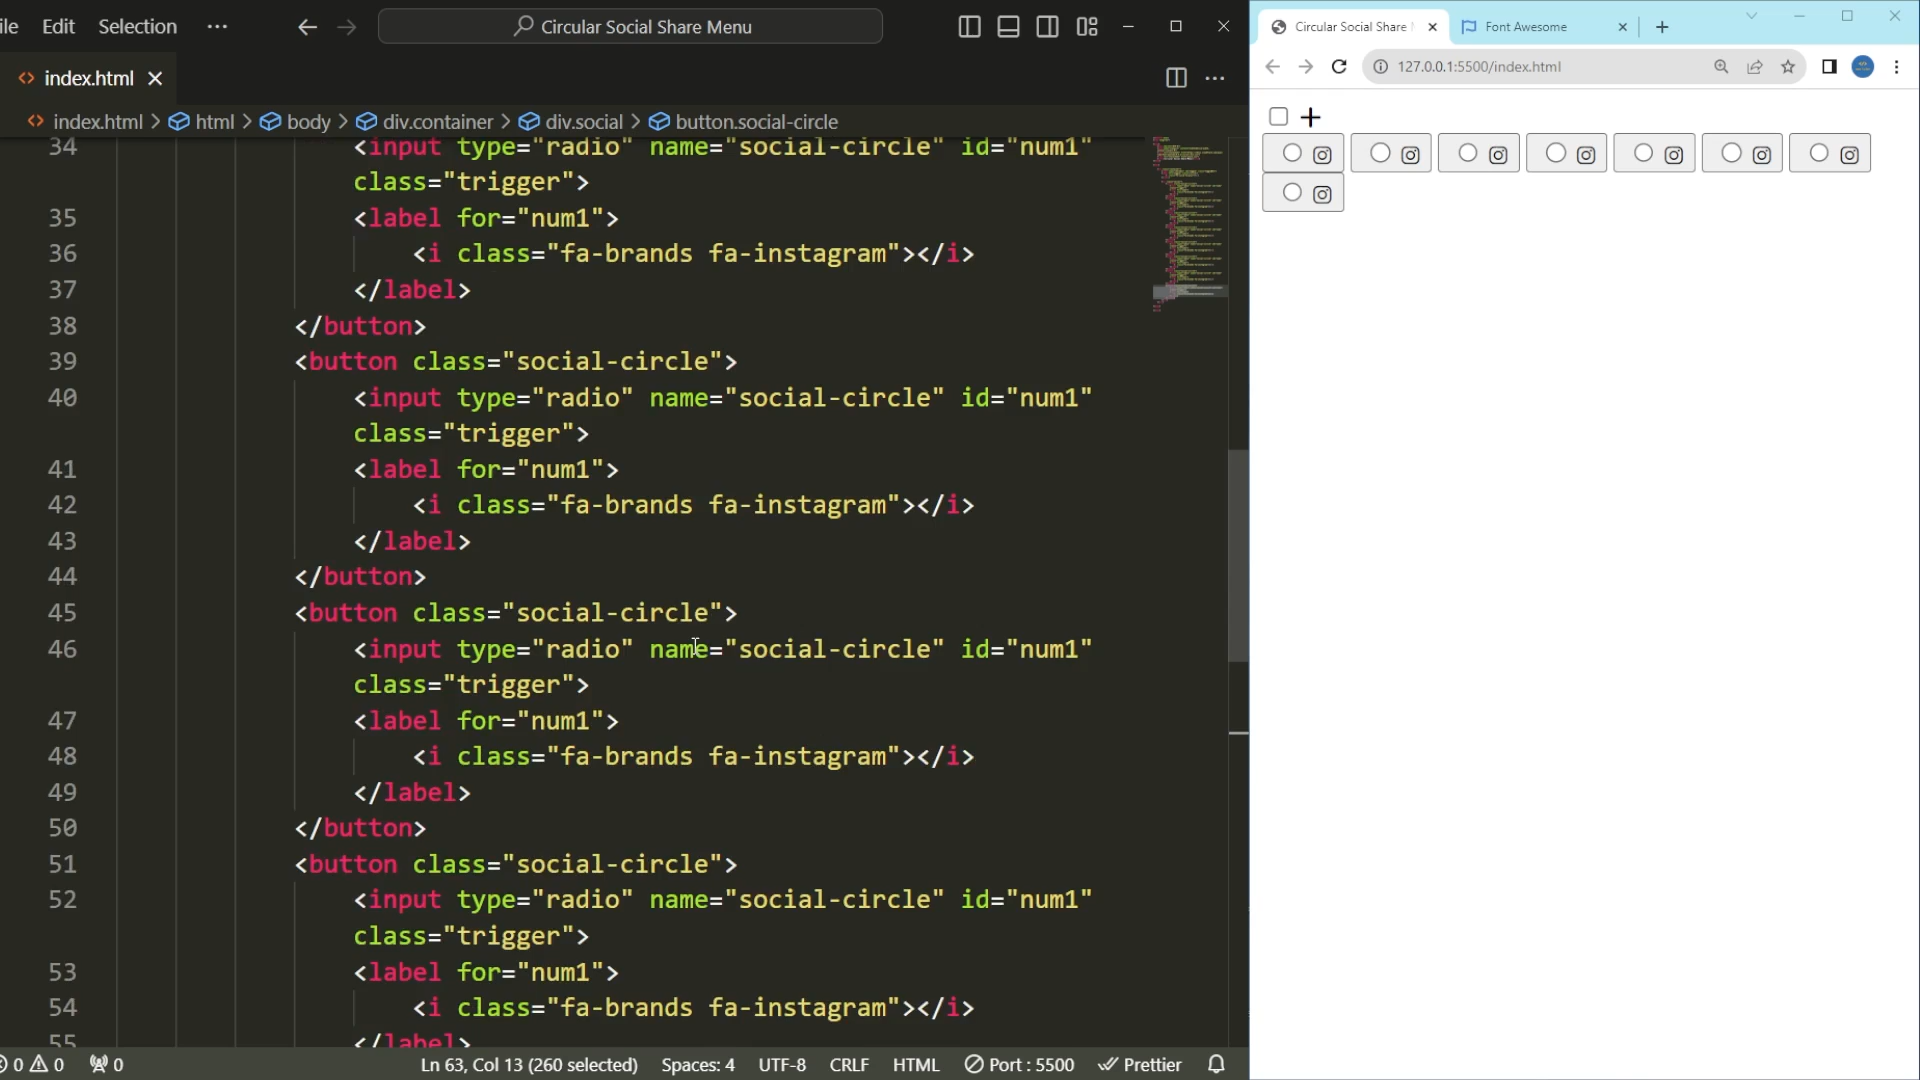 ile Edit Selection ···
Circular Social Share Menu
index.html
index.html > html > body > div.container > div.social > button.social-circle
34 <input type="radio" name="social-circle" id="num1"
class="trigger">
35 <label for="num1">
36 <i class="fa-brands fa-instagram"></i>
37 </label>
38 </button>
39 <button class="social-circle">
40 <input type="radio" name="social-circle" id="num1"
class="trigger">
41 <label for="num1">
42 <i class="fa-brands fa-instagram"></i>
43 </label>
44 </button>
45 <button class="social-circle">
46 <input type="radio" name="social-circle" id="num1"
class="trigger">
47 <label for="num1">
48 <i class="fa-brands fa-instagram"></i>
49 </label>
50 </button>
51 <button class="social-circle">
52 <input type="radio" name="social-circle" id="num1"
class="trigger">
53 <label for="num1">
54 <i class="fa-brands fa-instagram"></i>
55 </label>
0 0 0 Ln 63, Col 13 (260 selected) Spaces: 4 UTF-8 CRLF HTML Port : 5500 Prettier
Circular Social Share
Font Awesome
127.0.0.1:5500/index.html